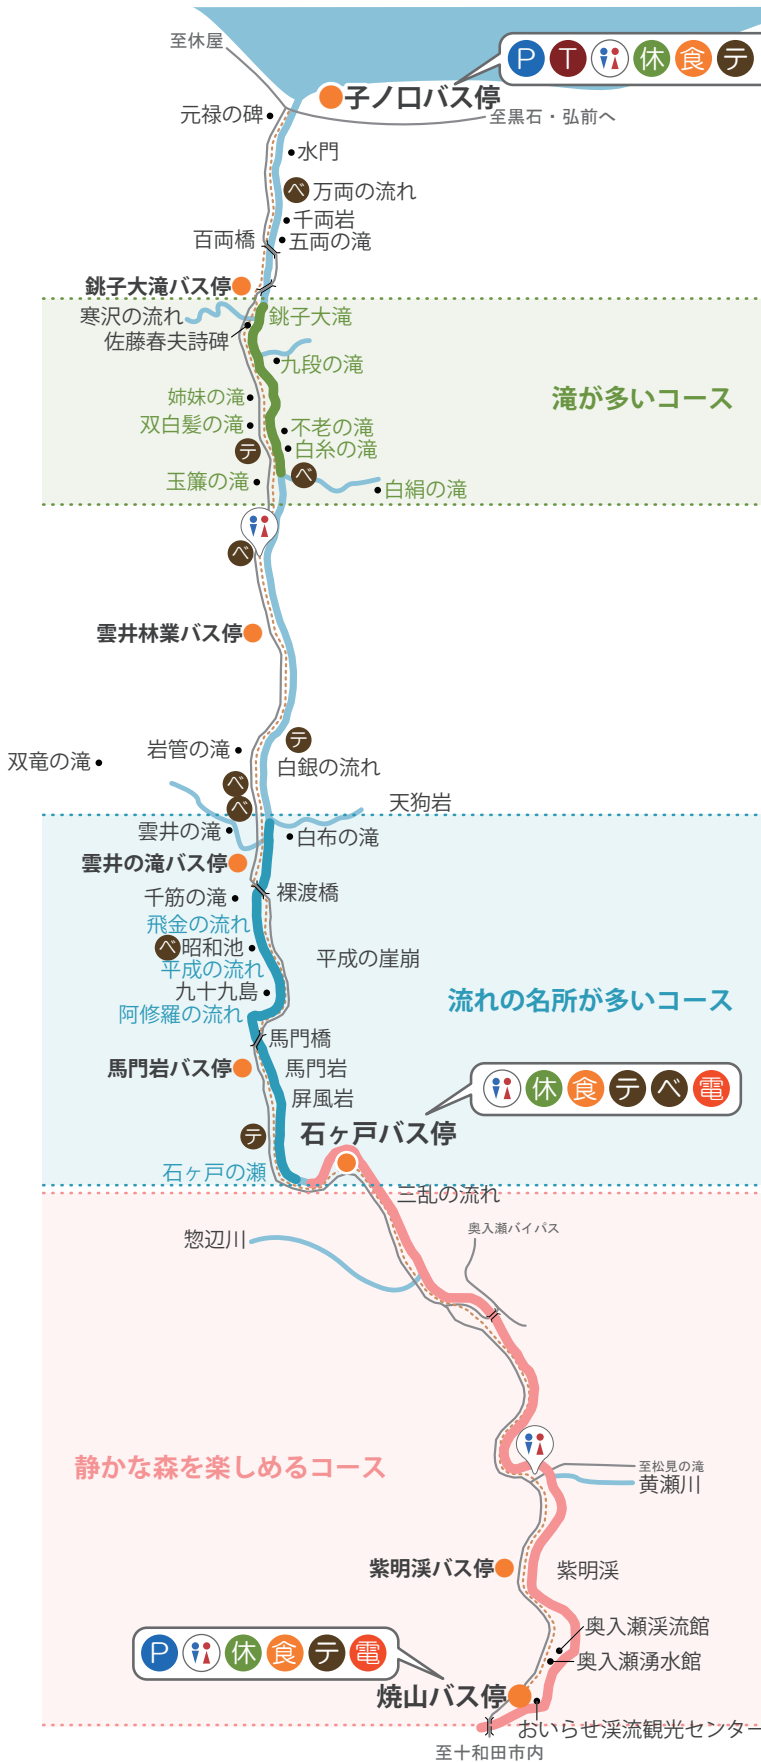 至休屋
P T 休 食 テ
子ノ口バス停
元禄の碑
至黒石・弘前へ
水門
ベ 万両の流れ
千両岩
百両橋
五両の滝
銚子大滝バス停
寒沢の流れ
銚子大滝
佐藤春夫詩碑
九段の滝
姉妹の滝
滝が多いコース
双白髪の滝
不老の滝
白糸の滝
テ
ベ
玉簾の滝
白絹の滝
ベ
雲井林業バス停
テ
岩管の滝
双竜の滝
白銀の流れ
ベ
ベ
天狗岩
雲井の滝
白布の滝
雲井の滝バス停
千筋の滝
裸渡橋
飛金の流れ
ベ 昭和池
平成の崖崩
平成の流れ
九十九島
流れの名所が多いコース
阿修羅の流れ
馬門橋
馬門岩バス停
馬門岩
休 食 テ ベ 電
屏風岩
テ
石ヶ戸バス停
石ヶ戸の瀬
三乱の流れ
奥入瀬バイパス
惣辺川
静かな森を楽しめるコース
至松見の滝
黄瀬川
紫明渓バス停
紫明渓
奥入瀬渓流館
P 休 食 テ 電
奥入瀬湧水館
焼山バス停
おいらせ渓流観光センター
至十和田市内